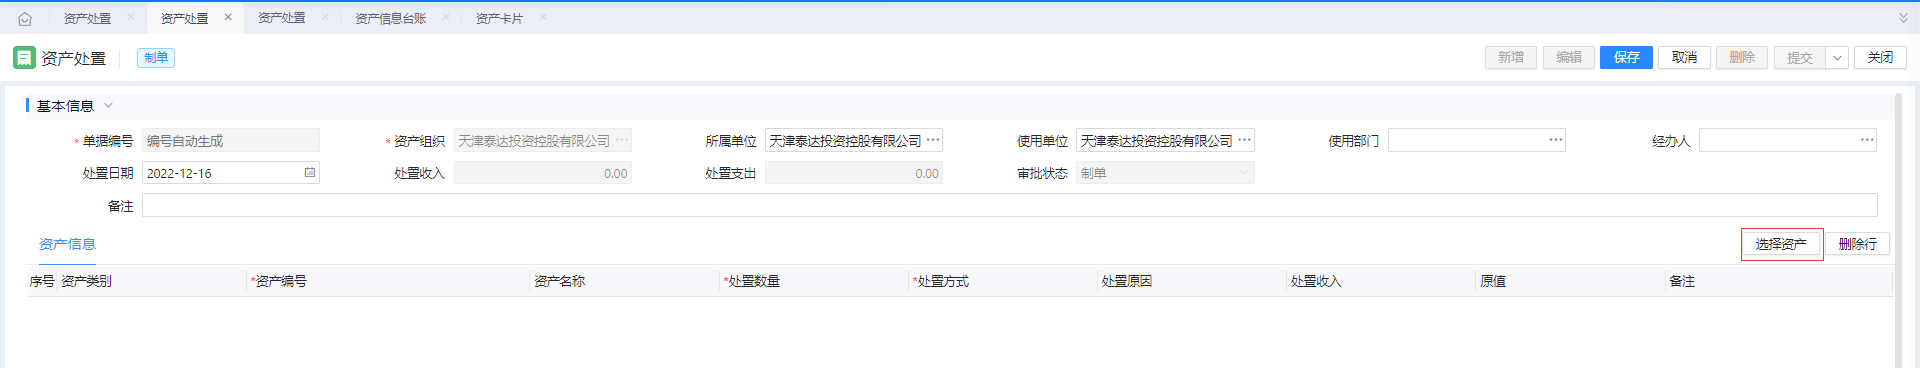 资产处置 × 资产处置 × 资产处置 × 资产信息台账 × 资产卡片 ×
资产处置 制单 新增 编辑 保存 取消 删除 提交 关闭
基本信息
* 单据编号 编号自动生成 * 资产组织 天津泰达投资控股有限公司 ··· 所属单位 天津泰达投资控股有限公司 ··· 使用单位 天津泰达投资控股有限公司 ··· 使用部门 ··· 经办人 ···
处置日期 2022-12-16 处置收入 0.00 处置支出 0.00 审批状态 制单
备注
资产信息 选择资产 删除行
序号 资产类别 *资产编号 资产名称 *处置数量 *处置方式 处置原因 处置收入 原值 备注